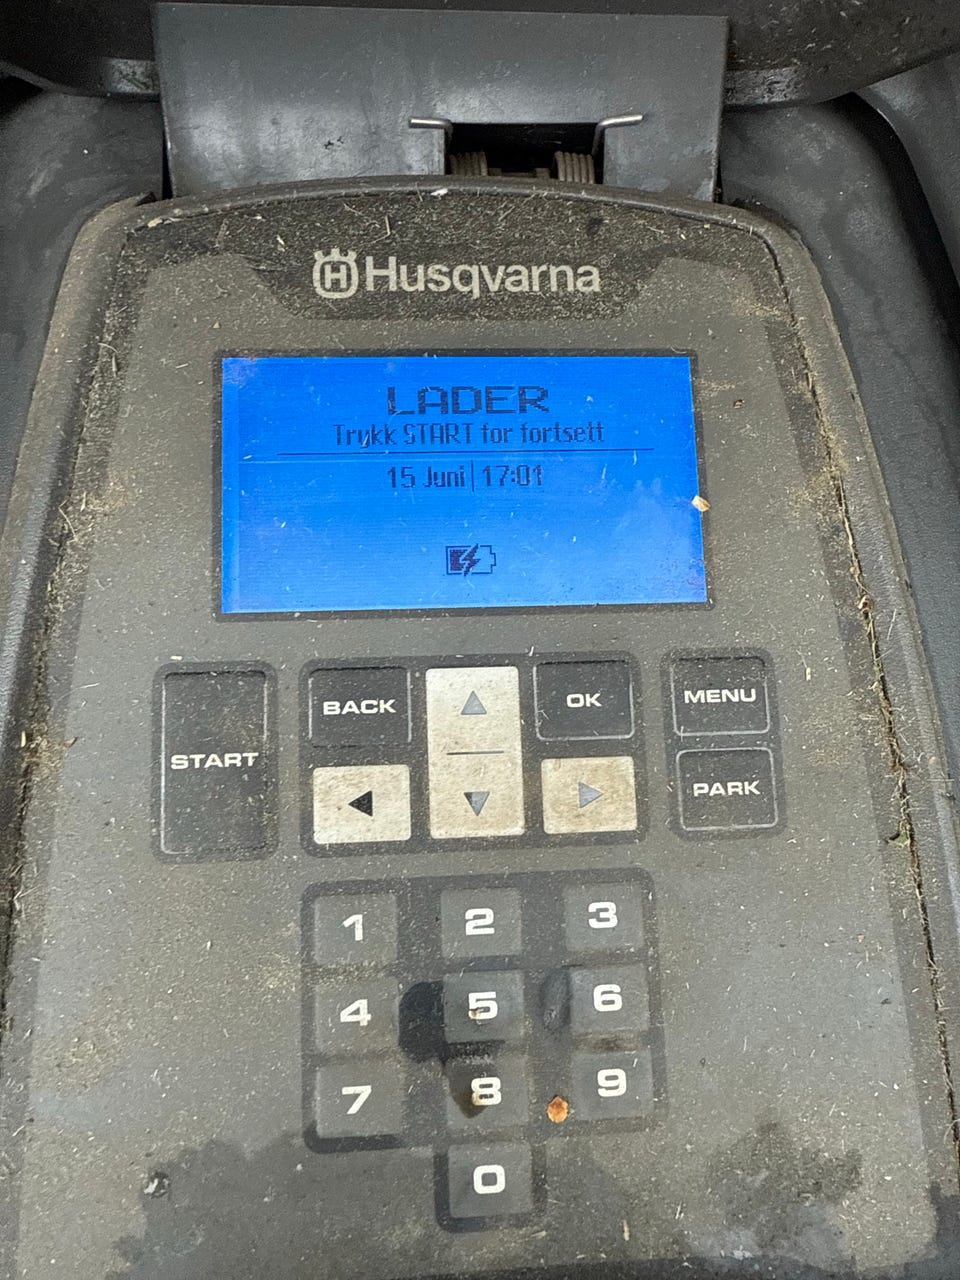 Husqvarna
LADER
Trykk START for fortsett
15 Juni | 17:01
START
BACK
OK
MENU
PARK
1 2 3
4 5 6
7 8 9
0